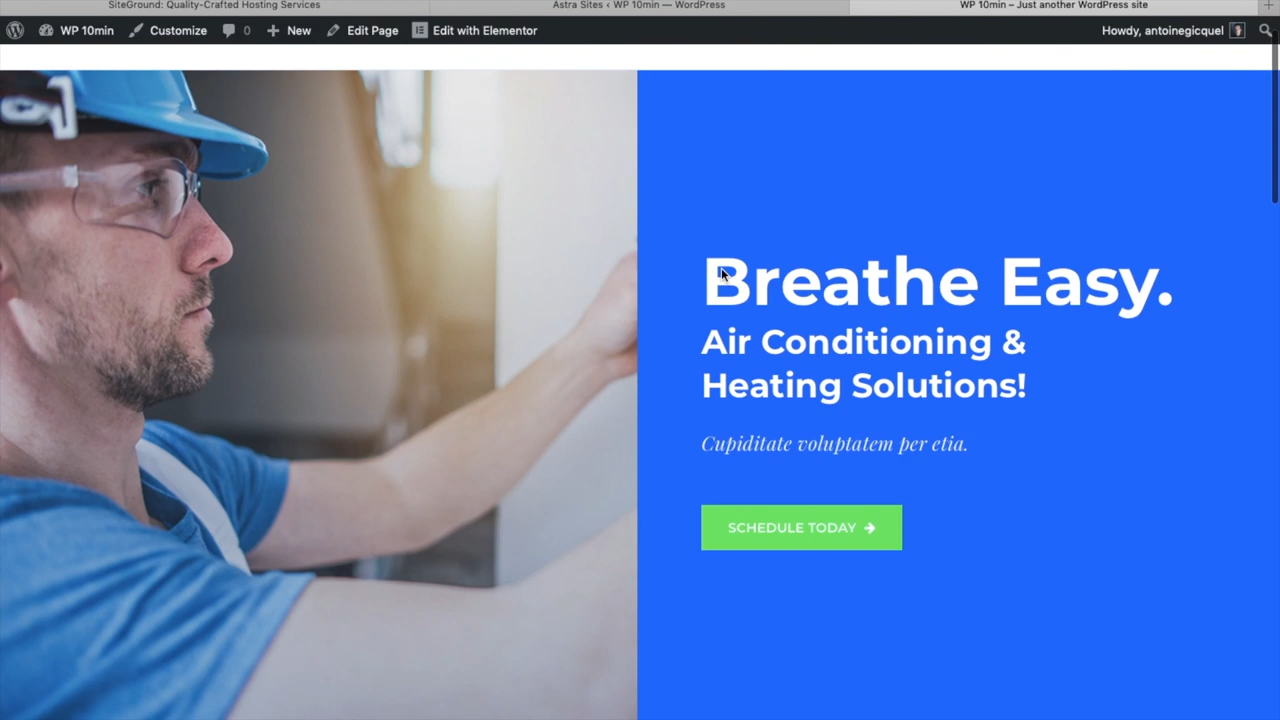 SiteGround: Quality-Crafted Hosting Services
Astra Sites ‹ WP 10min — WordPress
WP 10min – Just another WordPress site
WP 10min
Customize
0
New
Edit Page
Edit with Elementor
Howdy, antoinegicquel
Breathe Easy.
Air Conditioning &
Heating Solutions!
Cupiditate voluptatem per etia.
SCHEDULE TODAY →